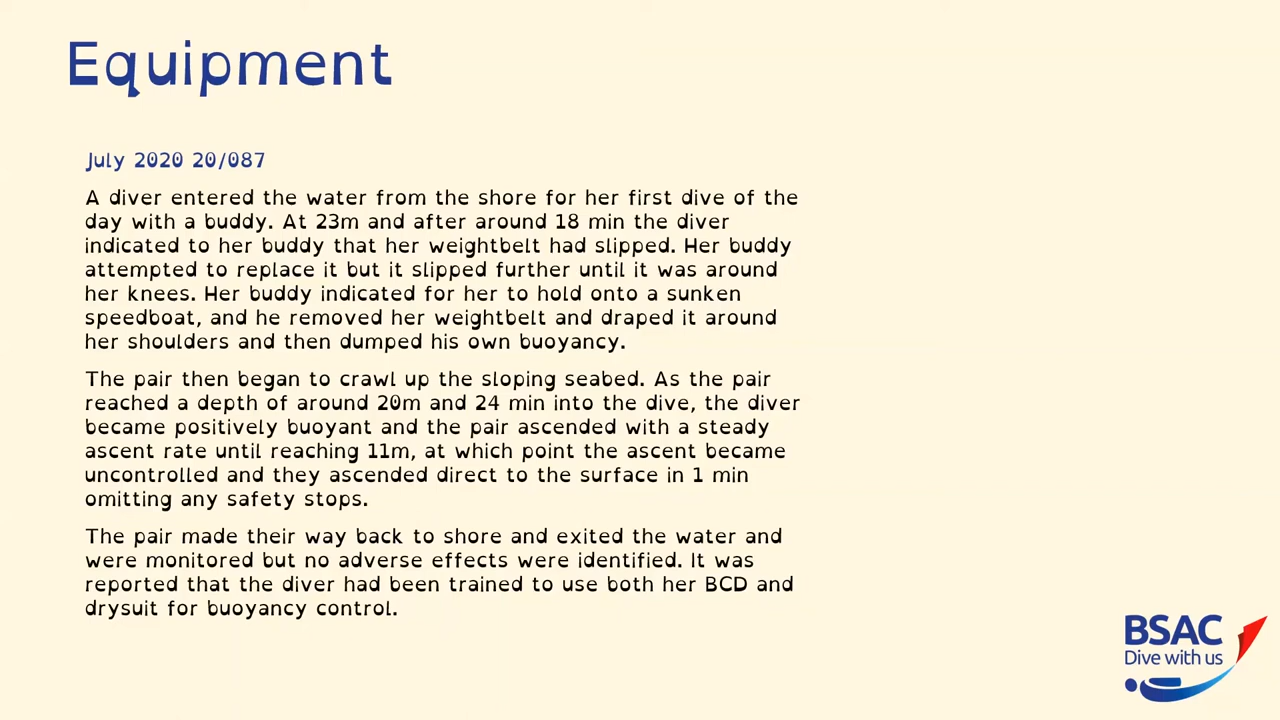 Equipment
July 2020 20/087
A diver entered the water from the shore for her first dive of the
day with a buddy. At 23m and after around 18 min the diver
indicated to her buddy that her weightbelt had slipped. Her buddy
attempted to replace it but it slipped further until it was around
her knees. Her buddy indicated for her to hold onto a sunken
speedboat, and he removed her weightbelt and draped it around
her shoulders and then dumped his own buoyancy.
The pair then began to crawl up the sloping seabed. As the pair
reached a depth of around 20m and 24 min into the dive, the diver
became positively buoyant and the pair ascended with a steady
ascent rate until reaching 11m, at which point the ascent became
uncontrolled and they ascended direct to the surface in 1 min
omitting any safety stops.
The pair made their way back to shore and exited the water and
were monitored but no adverse effects were identified. It was
reported that the diver had been trained to use both her BCD and
drysuit for buoyancy control.
BSAC
Dive with us